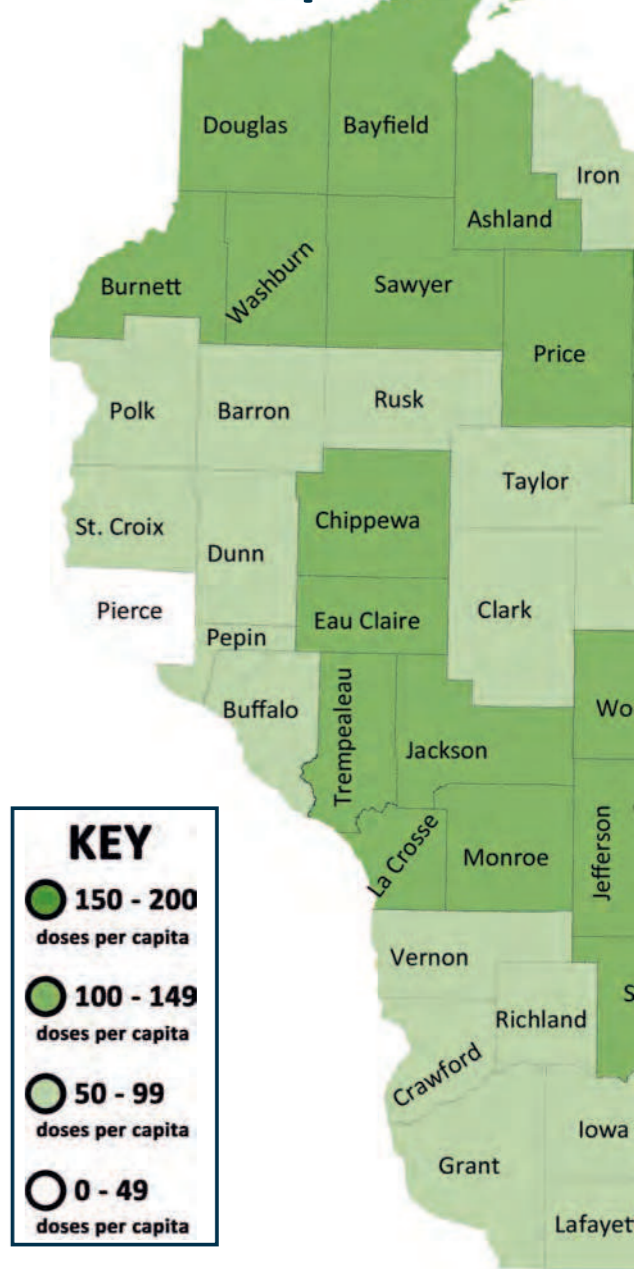 Douglas
Bayfield
Iron
Ashland
Burnett
Washburn
Sawyer
Price
Polk
Barron
Rusk
Taylor
St. Croix
Chippewa
Dunn
Pierce
Eau Claire
Clark
Pepin
Buffalo
Trempealeau
Wo
Jackson
Jefferson
La Crosse
Monroe
Vernon
S
Richland
Crawford
Iowa
Grant
Lafayet
KEY
150 - 200
doses per capita
100 - 149
doses per capita
50 - 99
doses per capita
0 - 49
doses per capita